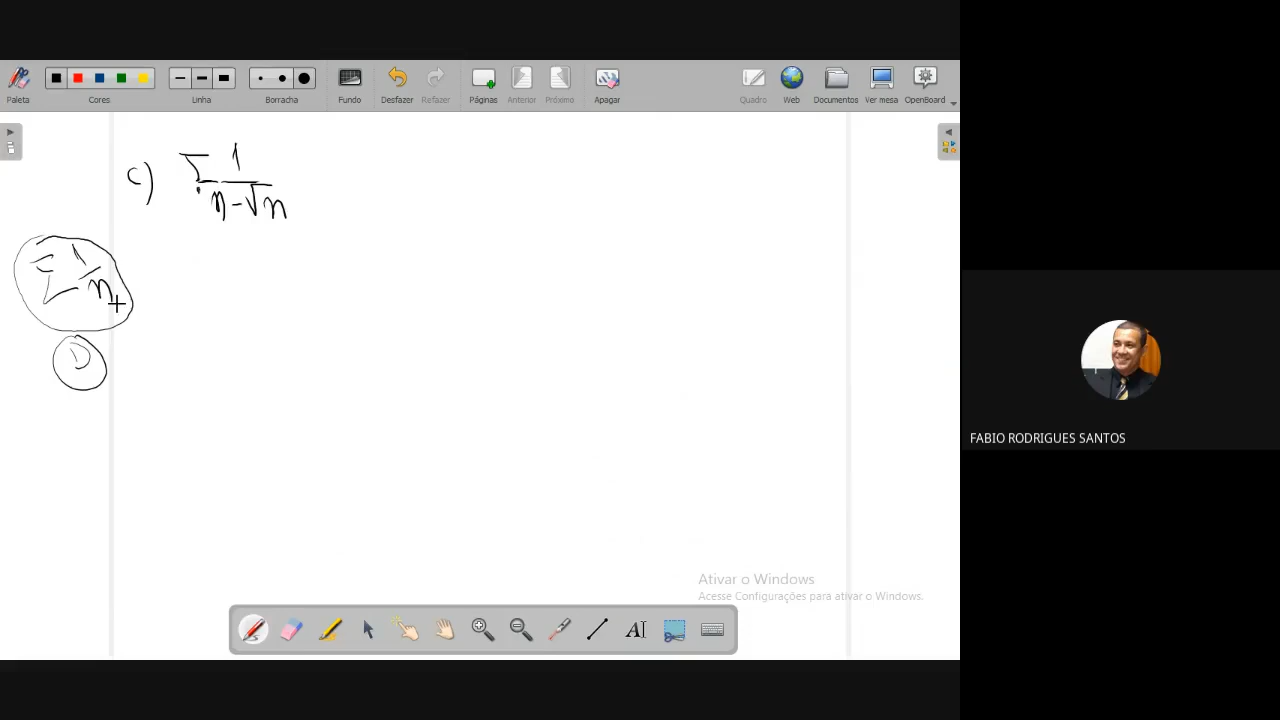 Paleta Cores Linha Borracha Fundo Desfazer Refazer Páginas Anterior Próximo Apagar Quadro Web Documentos Ver mesa OpenBoard
c) Σ 1/(n-√n)
Σ 1/n
D
FABIO RODRIGUES SANTOS
Ativar o Windows
Acesse Configurações para ativar o Windows.
AI